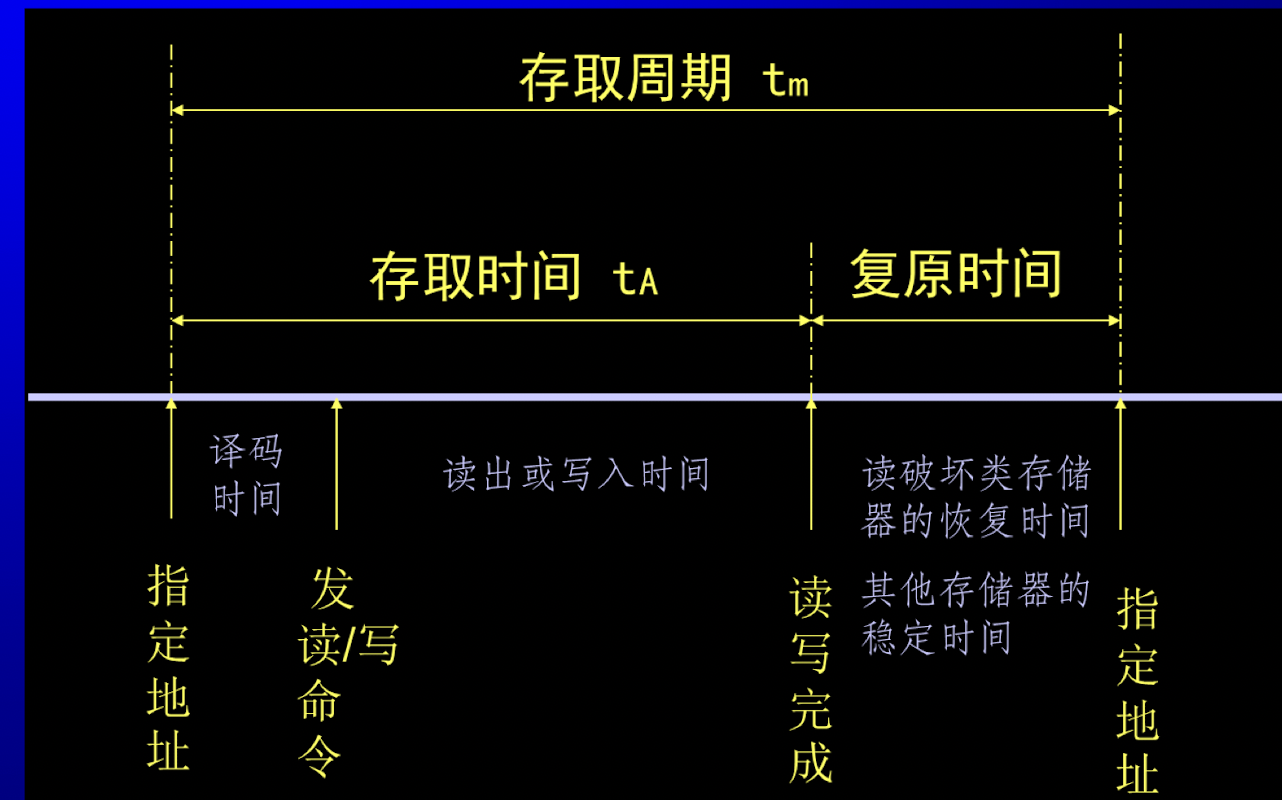 存取周期 tm
存取时间 tA
复原时间
译码
时间
读出或写入时间
读破坏类存储
器的恢复时间
其他存储器的
稳定时间
指
定
地
址
发
读/写
命
令
读
写
完
成
指
定
地
址